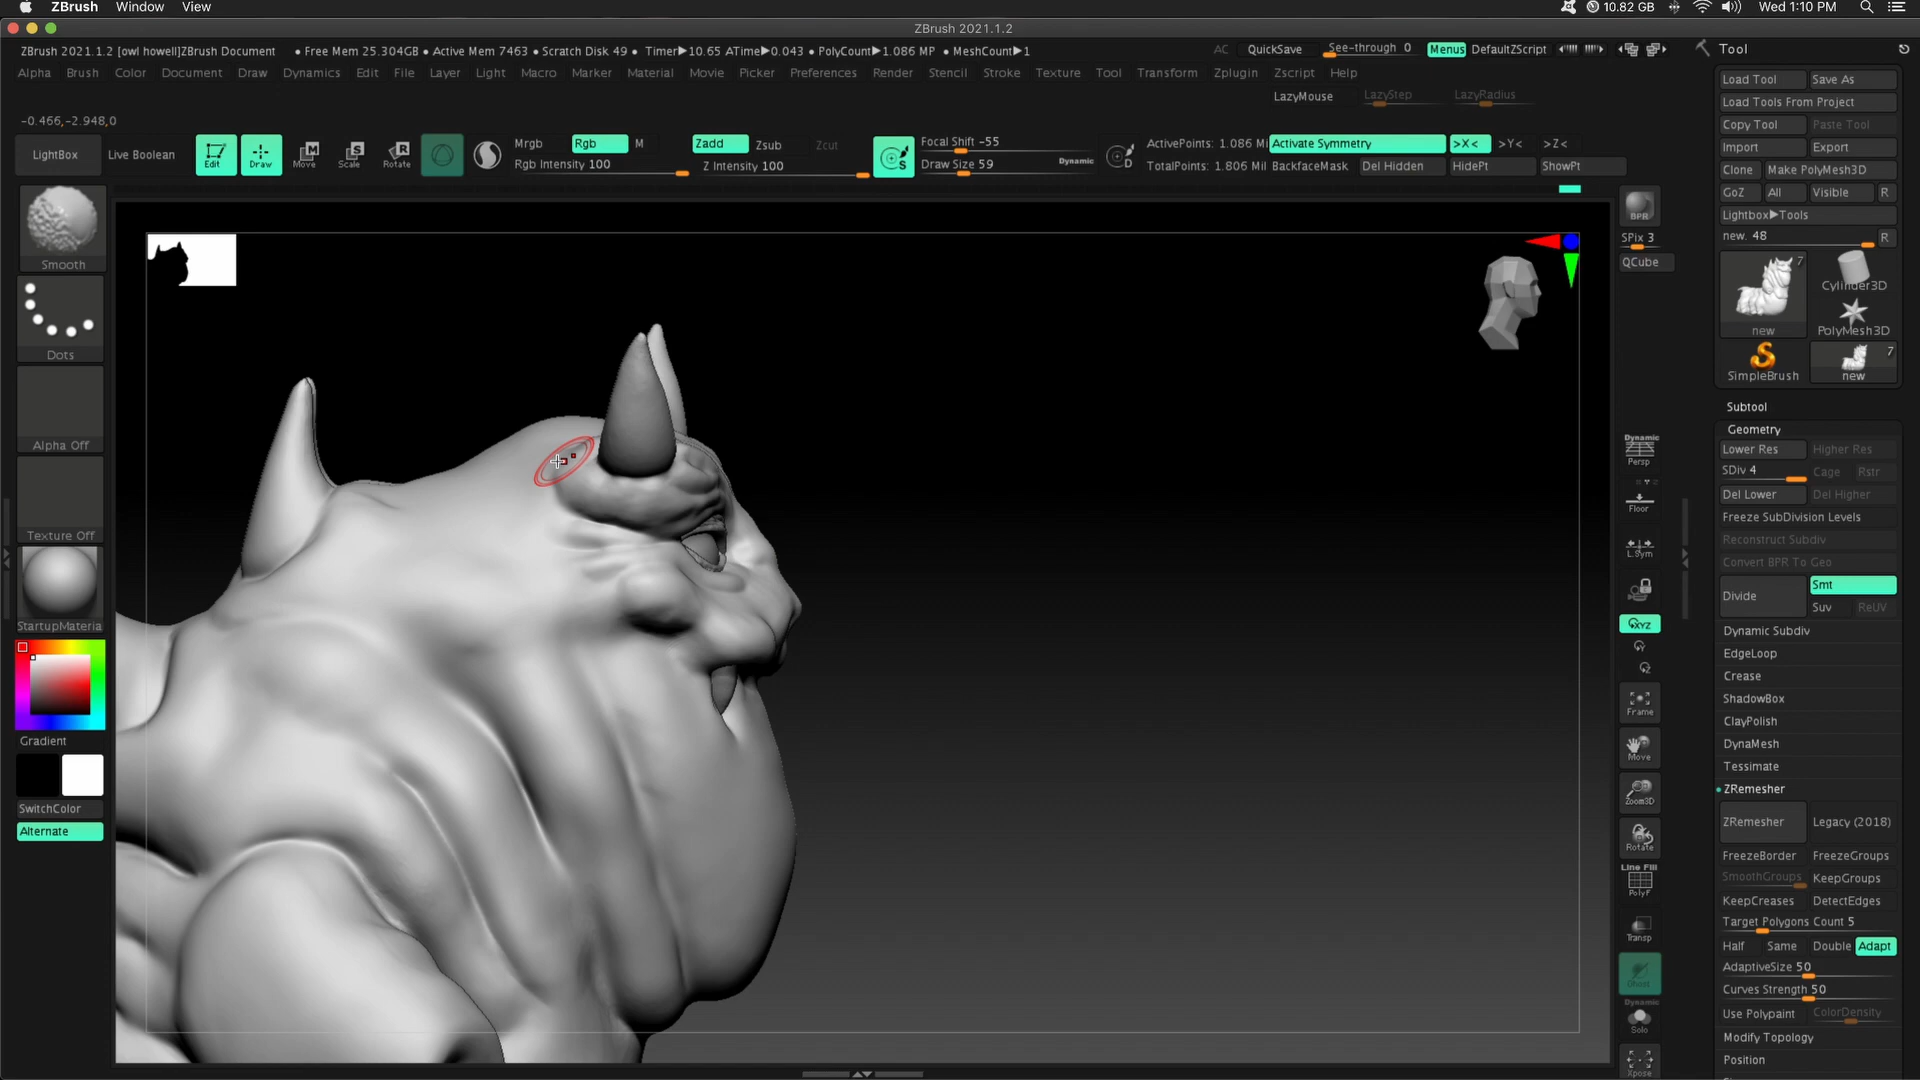 ZBrush Window View 10.82 GB Wed 1:10 PM
ZBrush 2021.1.2
ZBrush 2021.1.2 [owl howell]ZBrush Document • Free Mem 25.304GB • Active Mem 7463 • Scratch Disk 49 • Timer▶10.65 ATime▶0.043 • PolyCount▶1.086 MP • MeshCount▶1 AC QuickSave See-through 0 Menus DefaultZScript
Alpha Brush Color Document Draw Dynamics Edit File Layer Light Macro Marker Material Movie Picker Preferences Render Stencil Stroke Texture Tool Transform Zplugin Zscript Help
LazyMouse LazyStep LazyRadius
-0.466,-2.948,0
LightBox Live Boolean Edit Draw Move Scale Rotate
Mrgb Rgb M Zadd Zsub Zcut Focal Shift -55 ActivePoints: 1.086 Mi Activate Symmetry >X< >Y< >Z<
Rgb Intensity 100 Z Intensity 100 Draw Size 59 Dynamic TotalPoints: 1.806 Mil BackfaceMask Del Hidden HidePt ShowPt
Smooth
Dots
Alpha Off
Texture Off
StartupMateria
Gradient
SwitchColor
Alternate
BPR
SPix 3
QCube
Dynamic
Persp
Floor
L.Sym
XYZ
Frame
Move
Zoom3D
Rotate
Line Fill
PolyF
Transp
Ghost
Dynamic
Solo
Xpose
Tool
Load Tool Save As
Load Tools From Project
Copy Tool Paste Tool
Import Export
Clone Make PolyMesh3D
GoZ All Visible R
Lightbox▶Tools
new. 48 R
7
new
Cylinder3D
PolyMesh3D
SimpleBrush
7
new
Subtool
Geometry
Lower Res Higher Res
SDiv 4 Cage Rstr
Del Lower Del Higher
Freeze SubDivision Levels
Reconstruct Subdiv
Convert BPR To Geo
Divide Smt
Suv ReUV
Dynamic Subdiv
EdgeLoop
Crease
ShadowBox
ClayPolish
DynaMesh
Tessimate
ZRemesher
ZRemesher Legacy (2018)
FreezeBorder FreezeGroups
SmoothGroups KeepGroups
KeepCreases DetectEdges
Target Polygons Count 5
Half Same Double Adapt
AdaptiveSize 50
Curves Strength 50
Use Polypaint ColorDensity
Modify Topology
Position